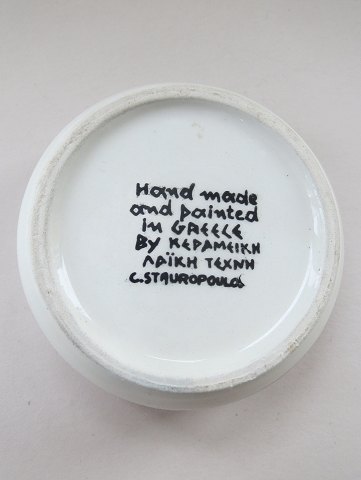 Hand made
and painted
in GREECE
By ΚΕΡΑΜΕΙΚΗ
ΛΑΪΚΗ ΤΕΧΝΗ
C. STAUROPOULOS